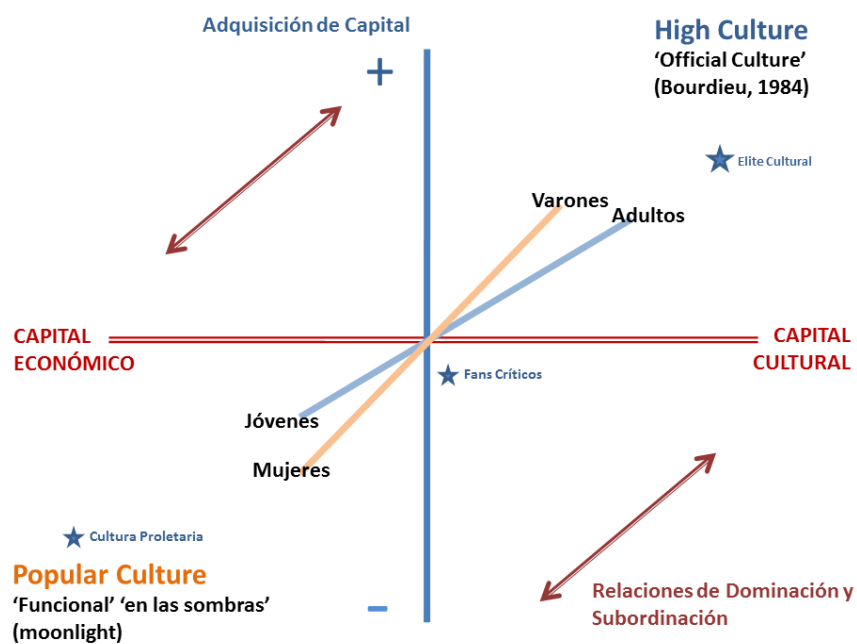 Adquisición de Capital
+
High Culture
‘Official Culture’
(Bourdieu, 1984)
Elite Cultural
Varones
Adultos
CAPITAL
ECONÓMICO
CAPITAL
CULTURAL
Fans Críticos
Jóvenes
Mujeres
Cultura Proletaria
Popular Culture
‘Funcional’ ‘en las sombras’
(moonlight)
–
Relaciones de Dominación y
Subordinación